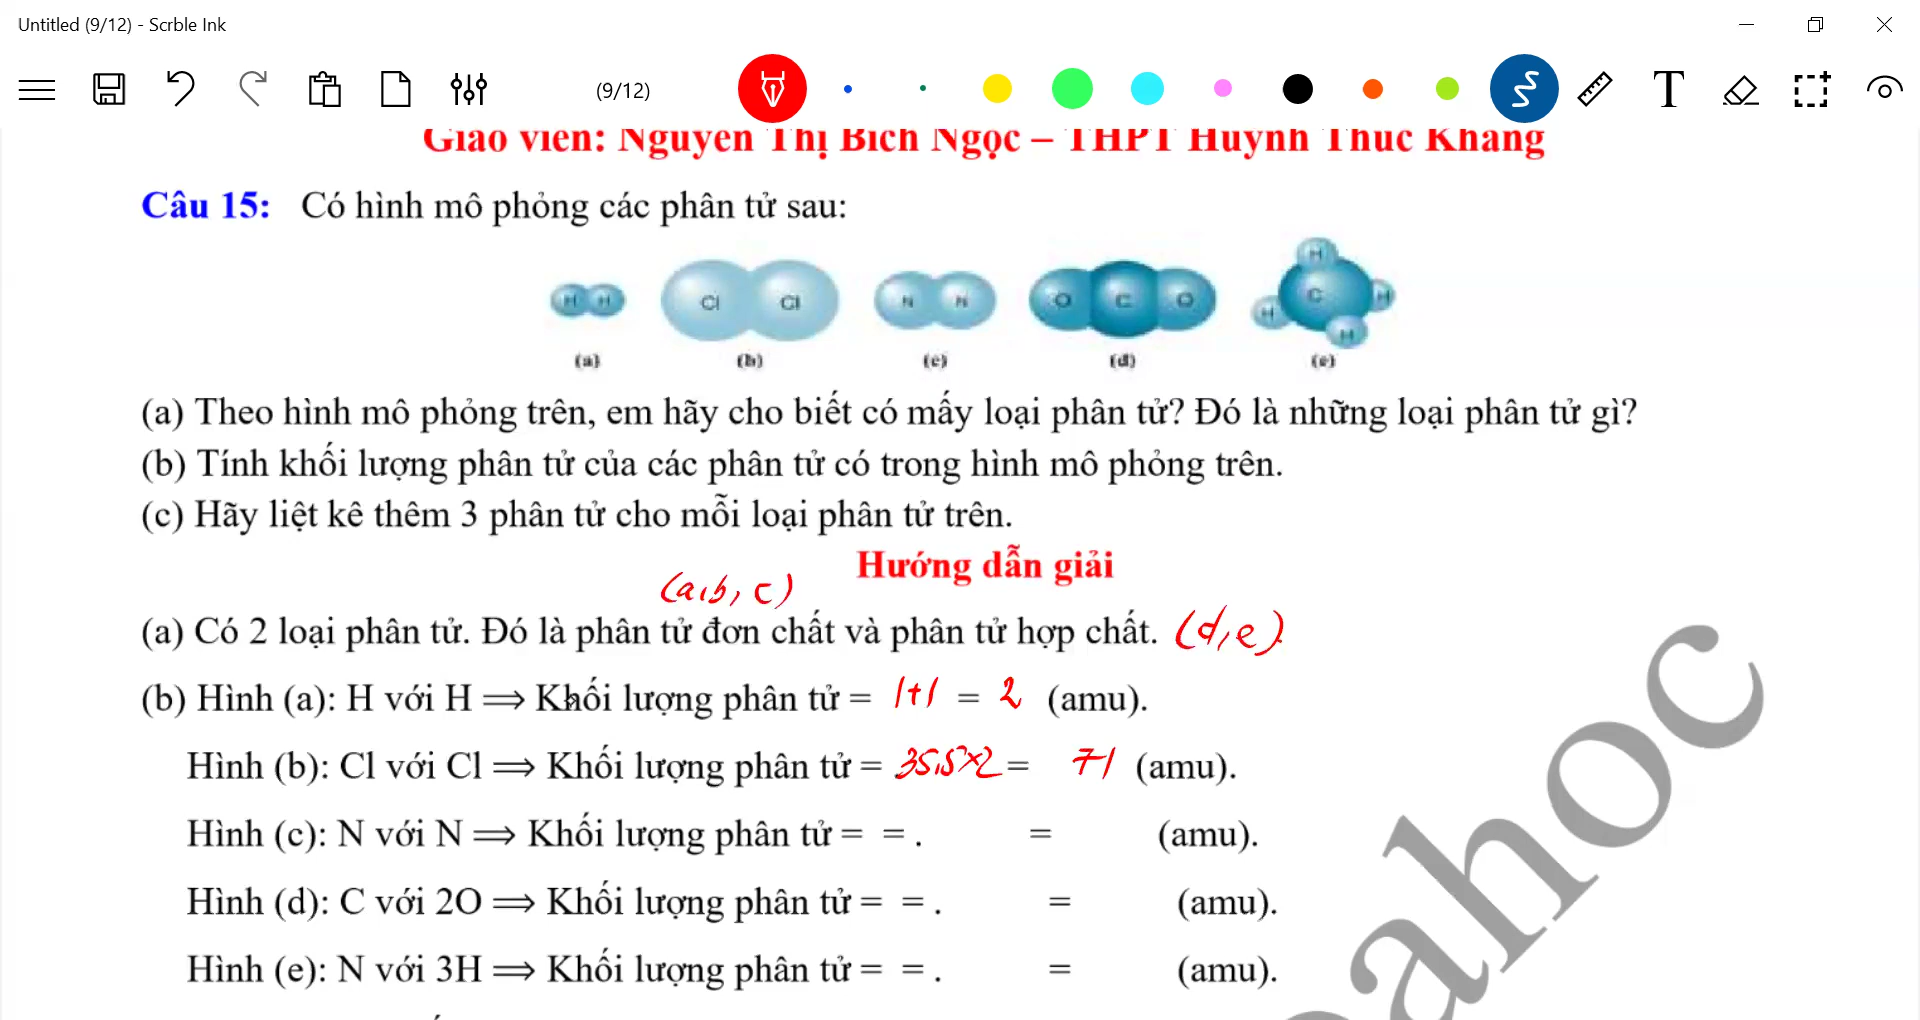 Untitled (9/12) - Scrble Ink
(9/12)
T
Giáo viên: Nguyễn Thị Bích Ngọc – THPT Huỳnh Thúc Kháng
Câu 15: Có hình mô phỏng các phân tử sau:
H H Cl Cl N N O C O H C H H H
(a) (b) (c) (d) (e)
(a) Theo hình mô phỏng trên, em hãy cho biết có mấy loại phân tử? Đó là những loại phân tử gì?
(b) Tính khối lượng phân tử của các phân tử có trong hình mô phỏng trên.
(c) Hãy liệt kê thêm 3 phân tử cho mỗi loại phân tử trên.
Hướng dẫn giải
(a,b, c)
(a) Có 2 loại phân tử. Đó là phân tử đơn chất và phân tử hợp chất. (d,e)
(b) Hình (a): H với H ⟹ Khối lượng phân tử = 1+1 = 2 (amu).
Hình (b): Cl với Cl ⟹ Khối lượng phân tử = 35,5×2 = 71 (amu).
Hình (c): N với N ⟹ Khối lượng phân tử = = . = (amu).
Hình (d): C với 2O ⟹ Khối lượng phân tử = = . = (amu).
Hình (e): N với 3H ⟹ Khối lượng phân tử = = . = (amu).
ahoc